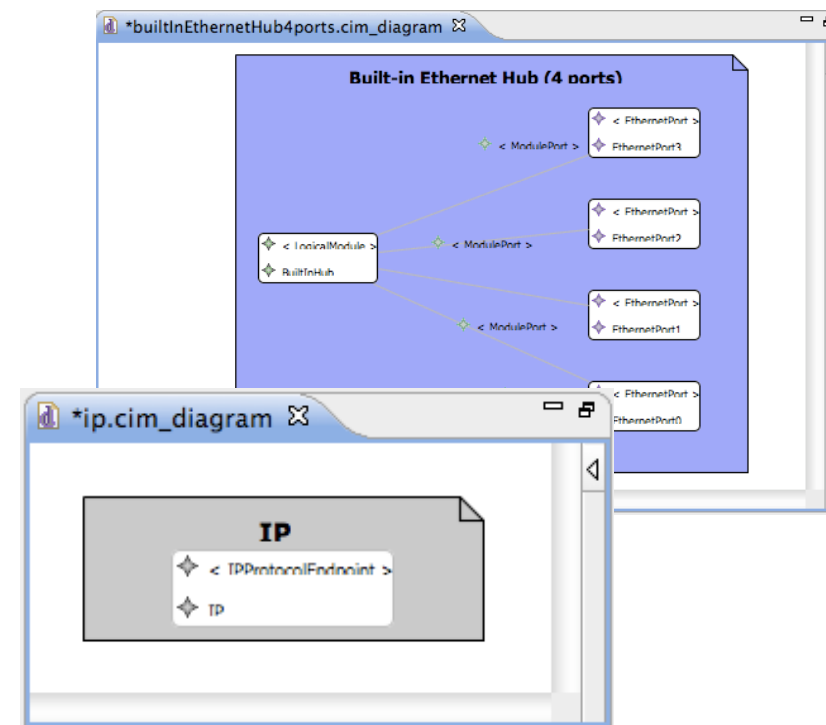 *builtInEthernetHub4ports.cim_diagram
Built-in Ethernet Hub (4 ports)
< EthernetPort >
< ModulePort >
EthernetPort3
< EthernetPort >
< LogicalModule >
< ModulePort >
EthernetPort2
BuiltInHub
< EthernetPort >
< ModulePort >
EthernetPort1
< EthernetPort >
EthernetPort0
*ip.cim_diagram
IP
< IPProtocolEndpoint >
IP